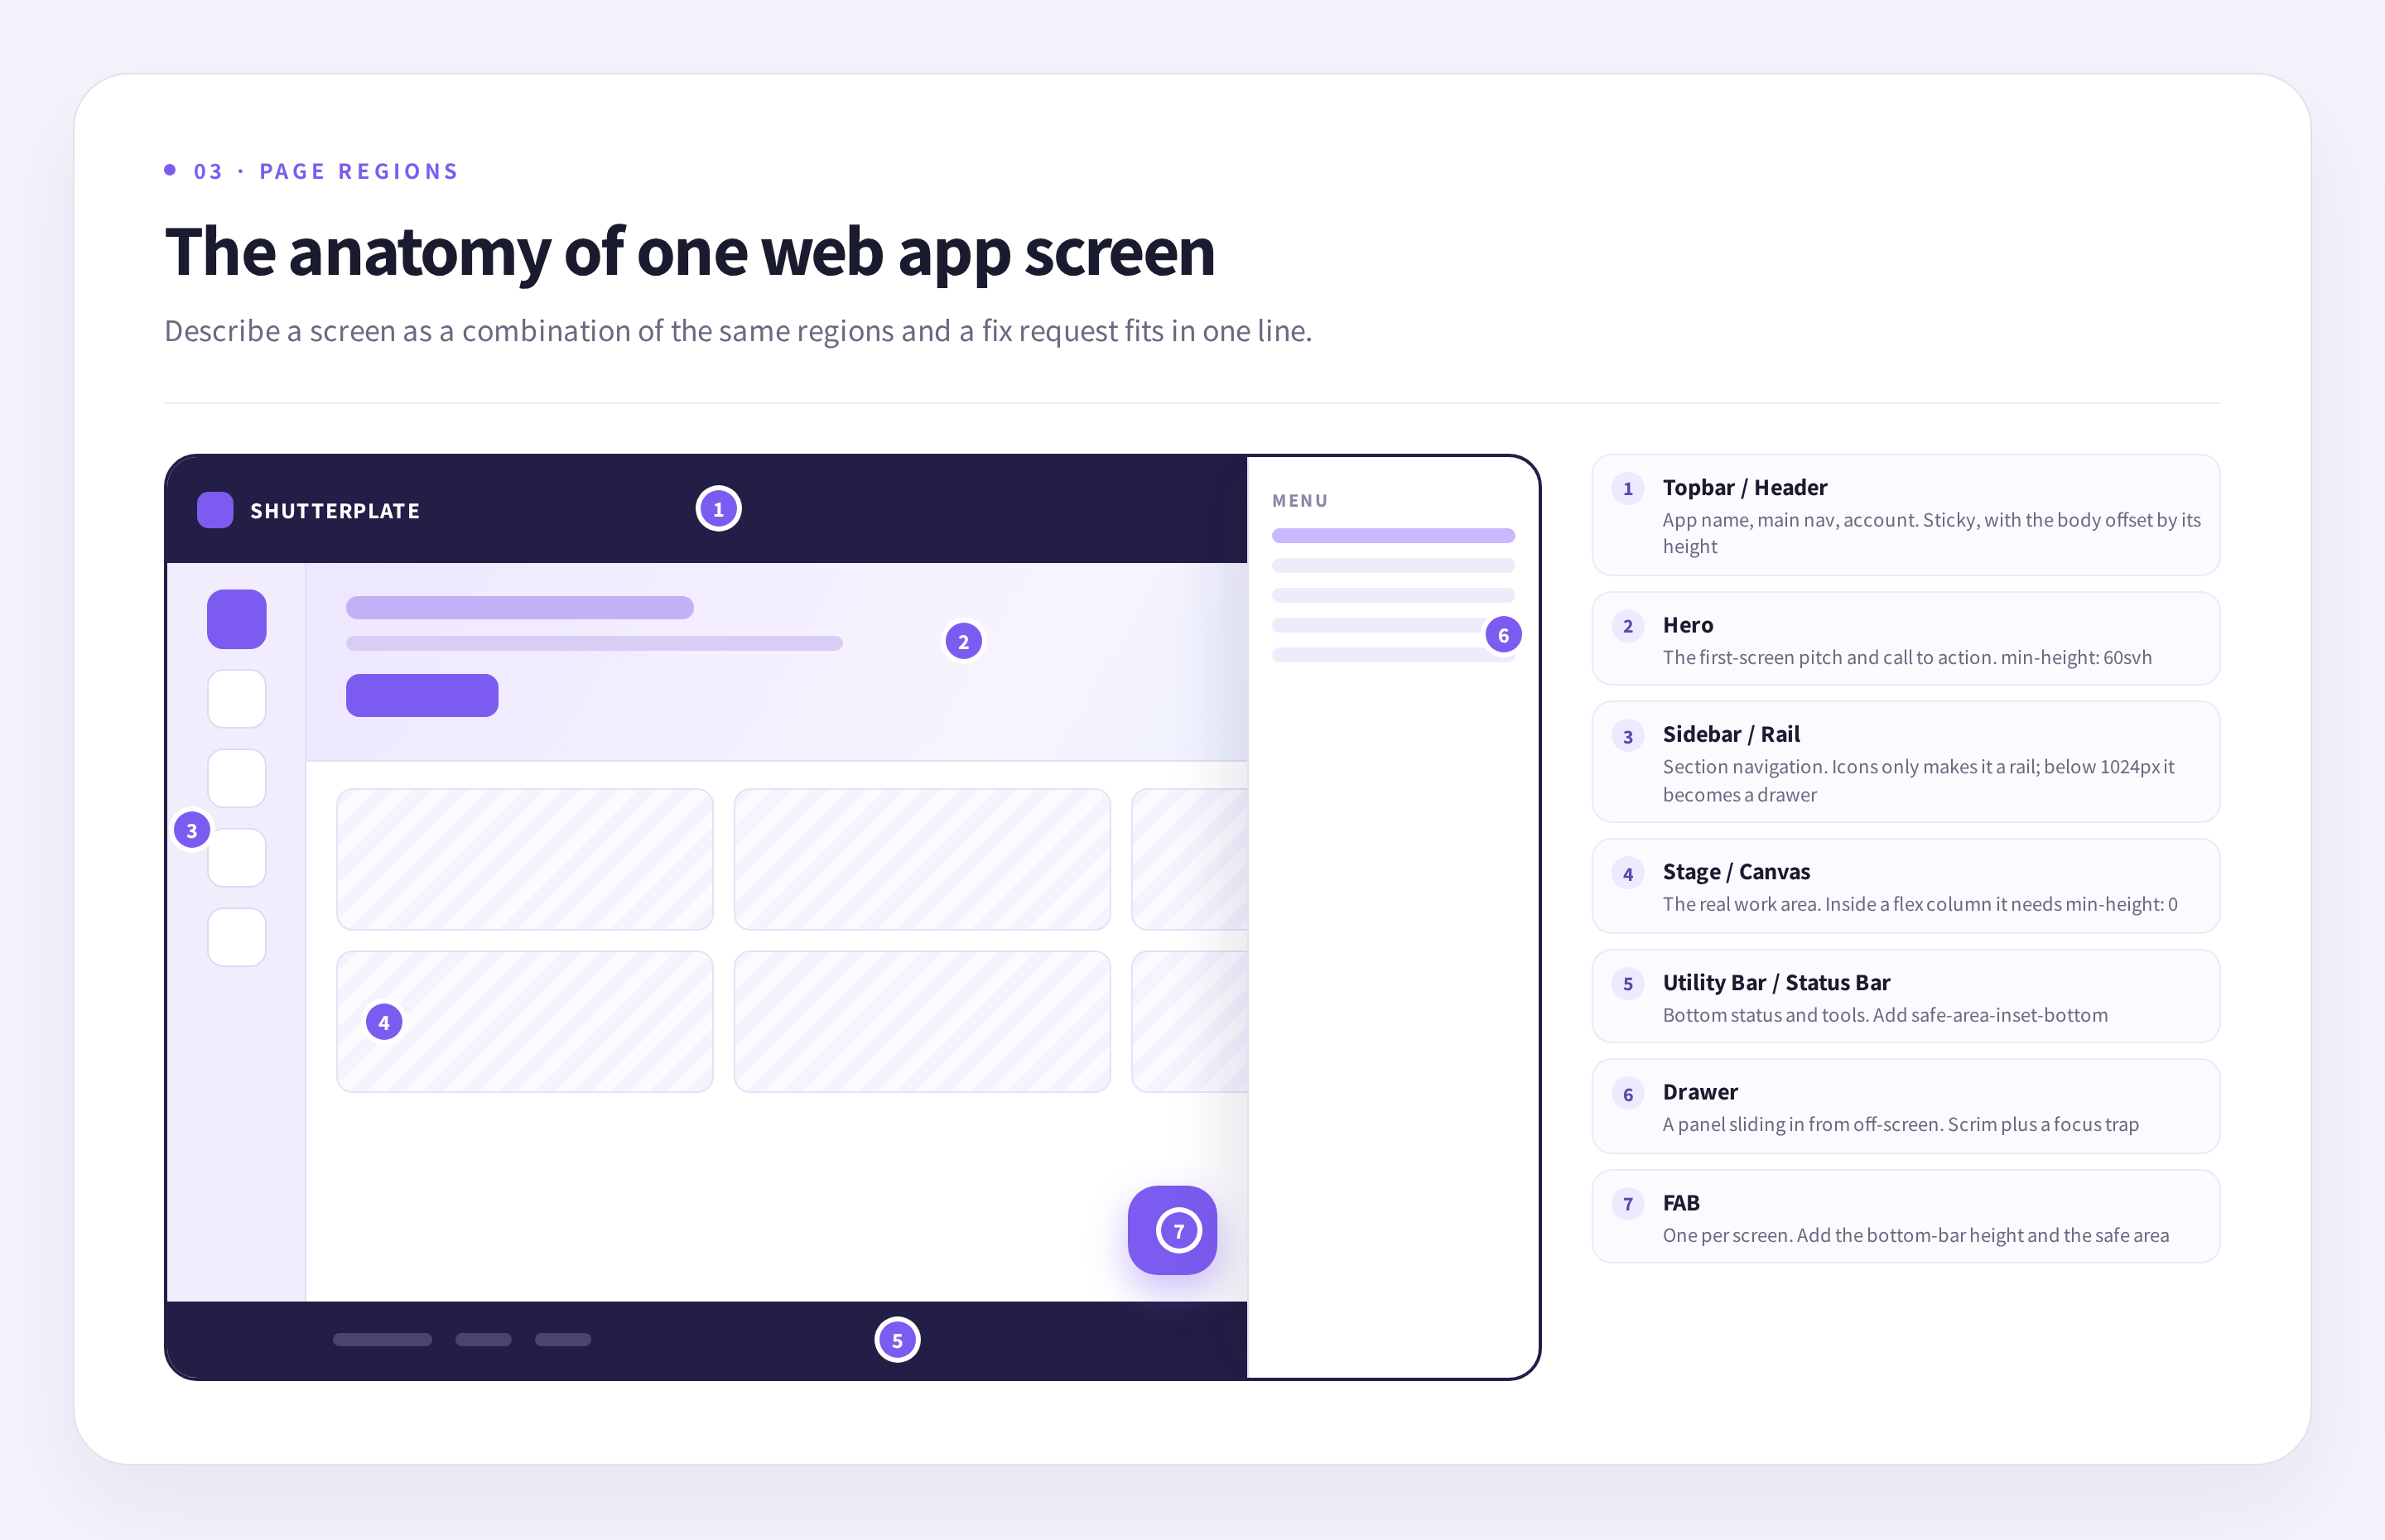 03 · PAGE REGIONS
The anatomy of one web app screen
Describe a screen as a combination of the same regions and a fix request fits in one line.
SHUTTERPLATE
1
MENU
2
6
3
4
7
5
1 Topbar / Header
App name, main nav, account. Sticky, with the body offset by its
height
2 Hero
The first-screen pitch and call to action. min-height: 60svh
3 Sidebar / Rail
Section navigation. Icons only makes it a rail; below 1024px it
becomes a drawer
4 Stage / Canvas
The real work area. Inside a flex column it needs min-height: 0
5 Utility Bar / Status Bar
Bottom status and tools. Add safe-area-inset-bottom
6 Drawer
A panel sliding in from off-screen. Scrim plus a focus trap
7 FAB
One per screen. Add the bottom-bar height and the safe area